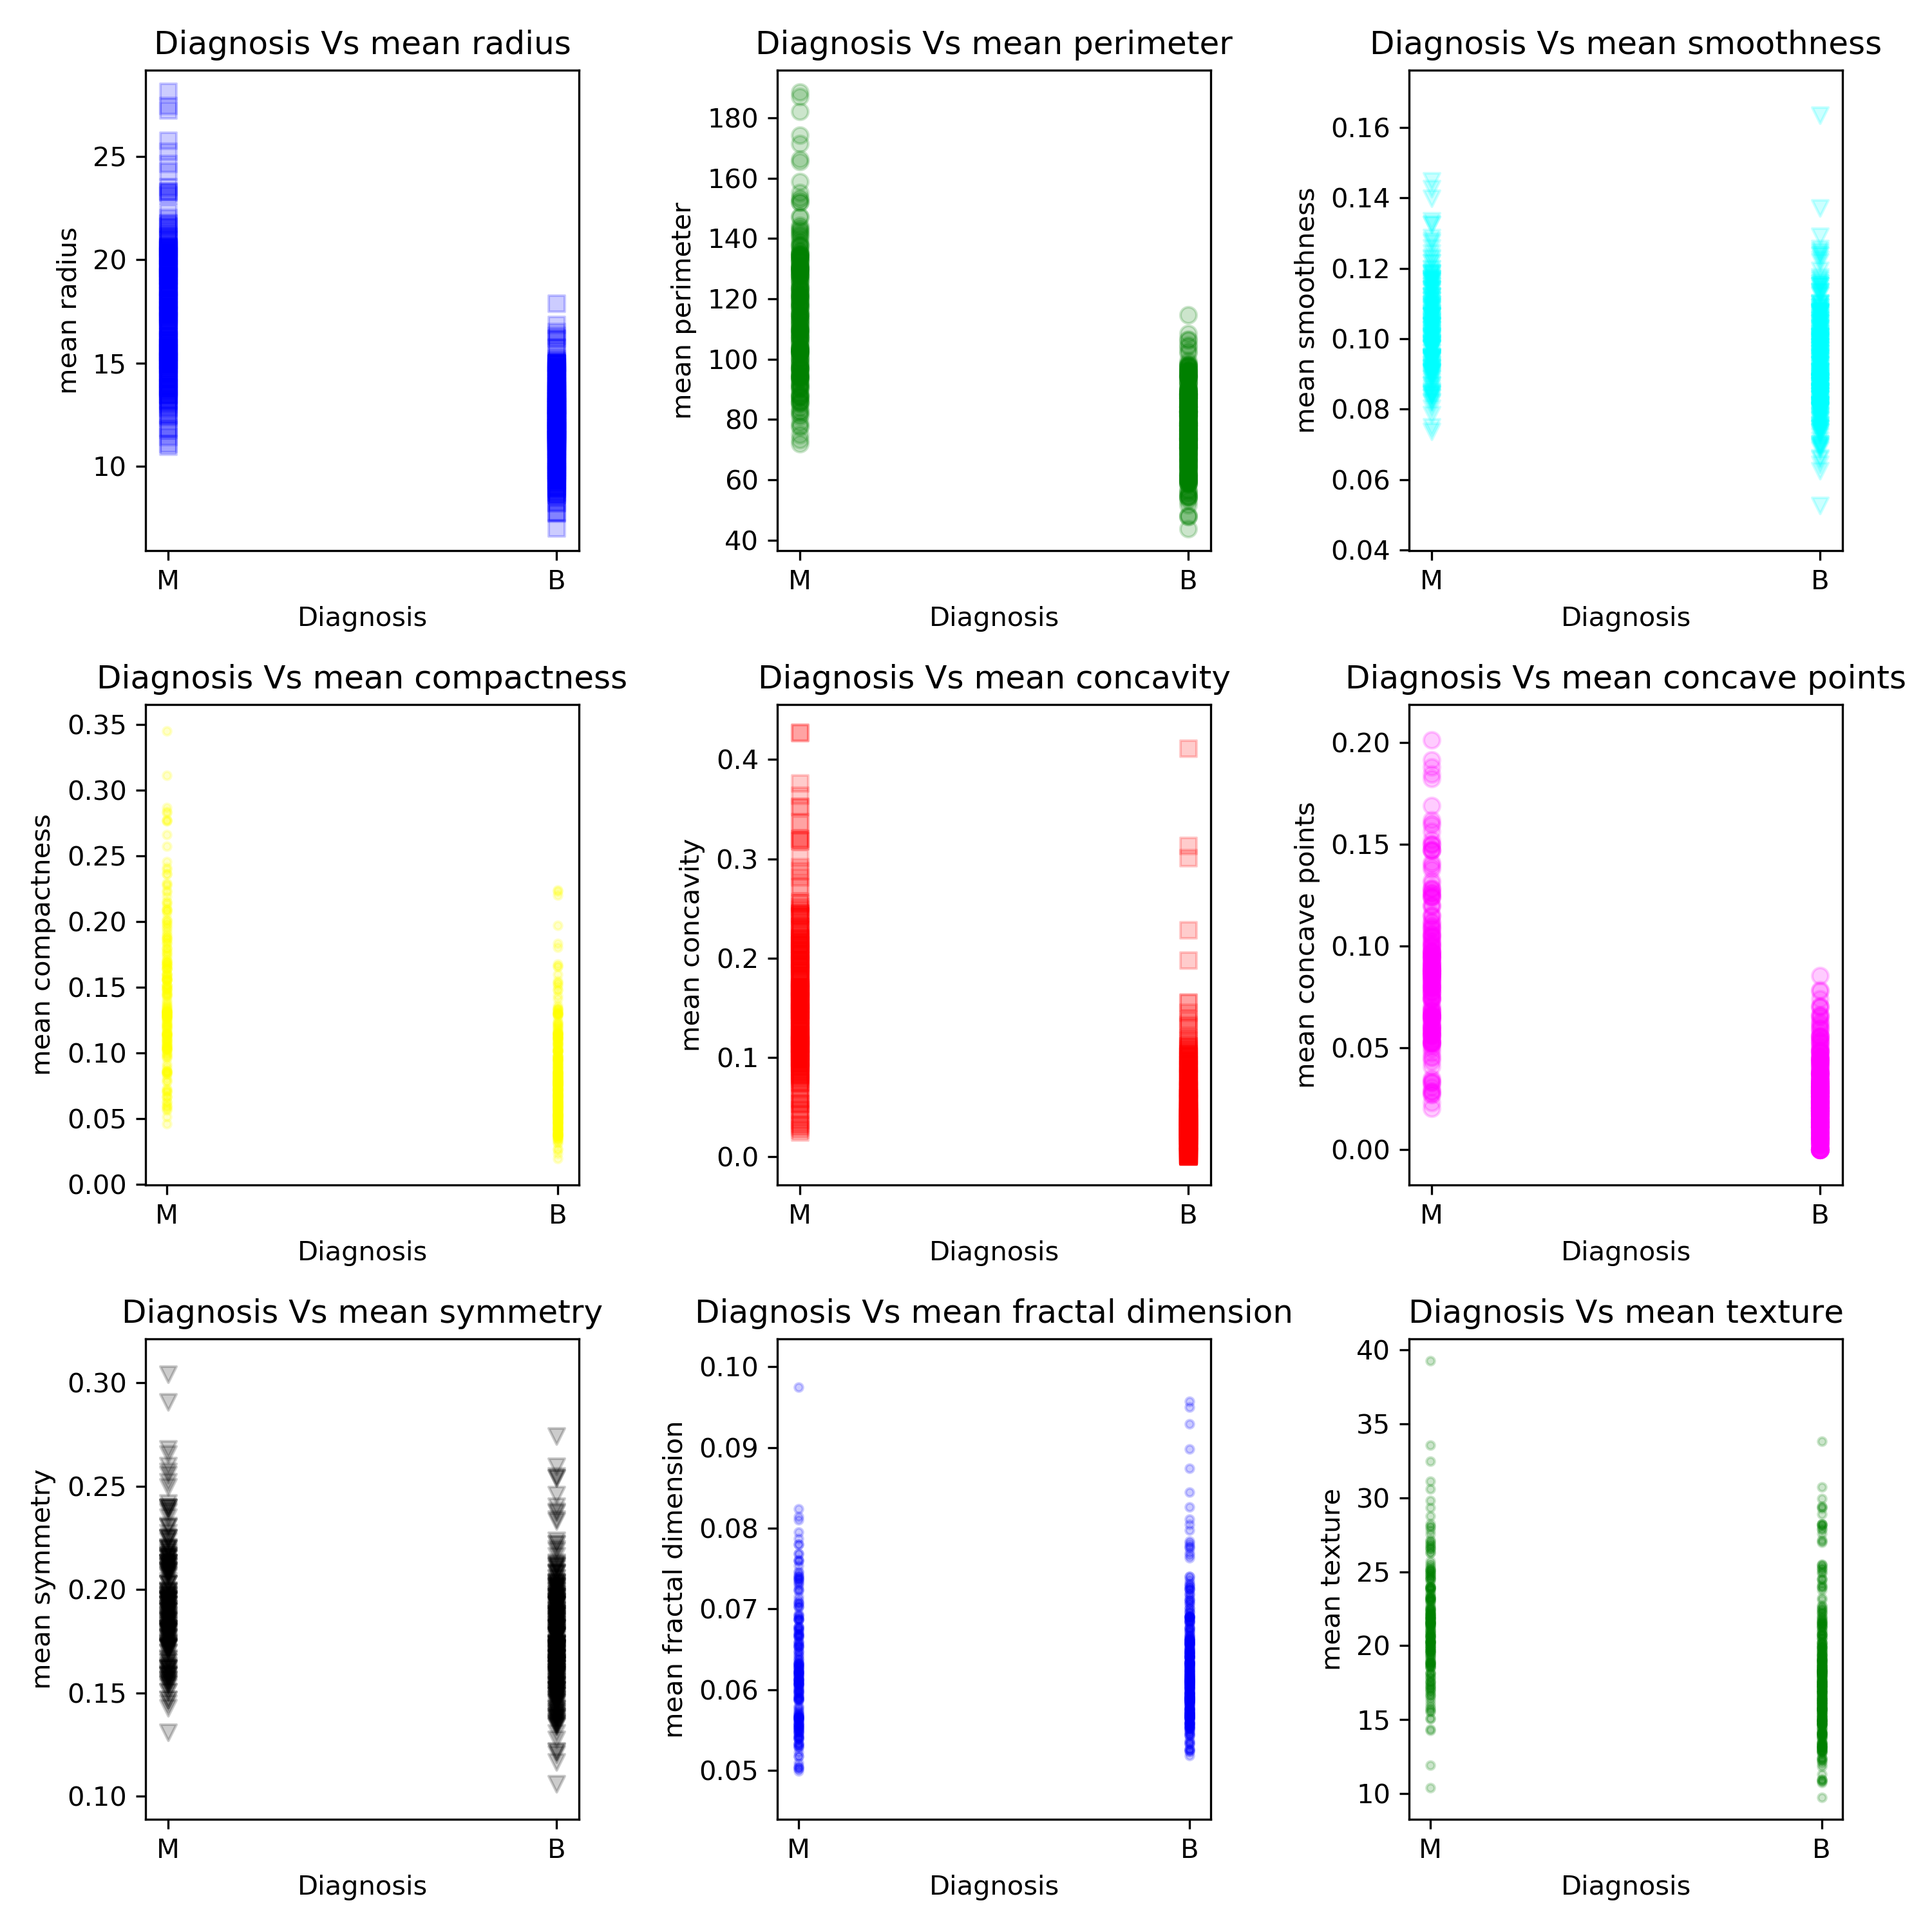 Diagnosis Vs mean radius
mean radius
25
20
15
10
M B
Diagnosis
Diagnosis Vs mean perimeter
mean perimeter
180
160
140
120
100
80
60
40
M B
Diagnosis
Diagnosis Vs mean smoothness
mean smoothness
0.16
0.14
0.12
0.10
0.08
0.06
0.04
M B
Diagnosis
Diagnosis Vs mean compactness
mean compactness
0.35
0.30
0.25
0.20
0.15
0.10
0.05
0.00
M B
Diagnosis
Diagnosis Vs mean concavity
mean concavity
0.4
0.3
0.2
0.1
0.0
M B
Diagnosis
Diagnosis Vs mean concave points
mean concave points
0.20
0.15
0.10
0.05
0.00
M B
Diagnosis
Diagnosis Vs mean symmetry
mean symmetry
0.30
0.25
0.20
0.15
0.10
M B
Diagnosis
Diagnosis Vs mean fractal dimension
mean fractal dimension
0.10
0.09
0.08
0.07
0.06
0.05
M B
Diagnosis
Diagnosis Vs mean texture
mean texture
40
35
30
25
20
15
10
M B
Diagnosis